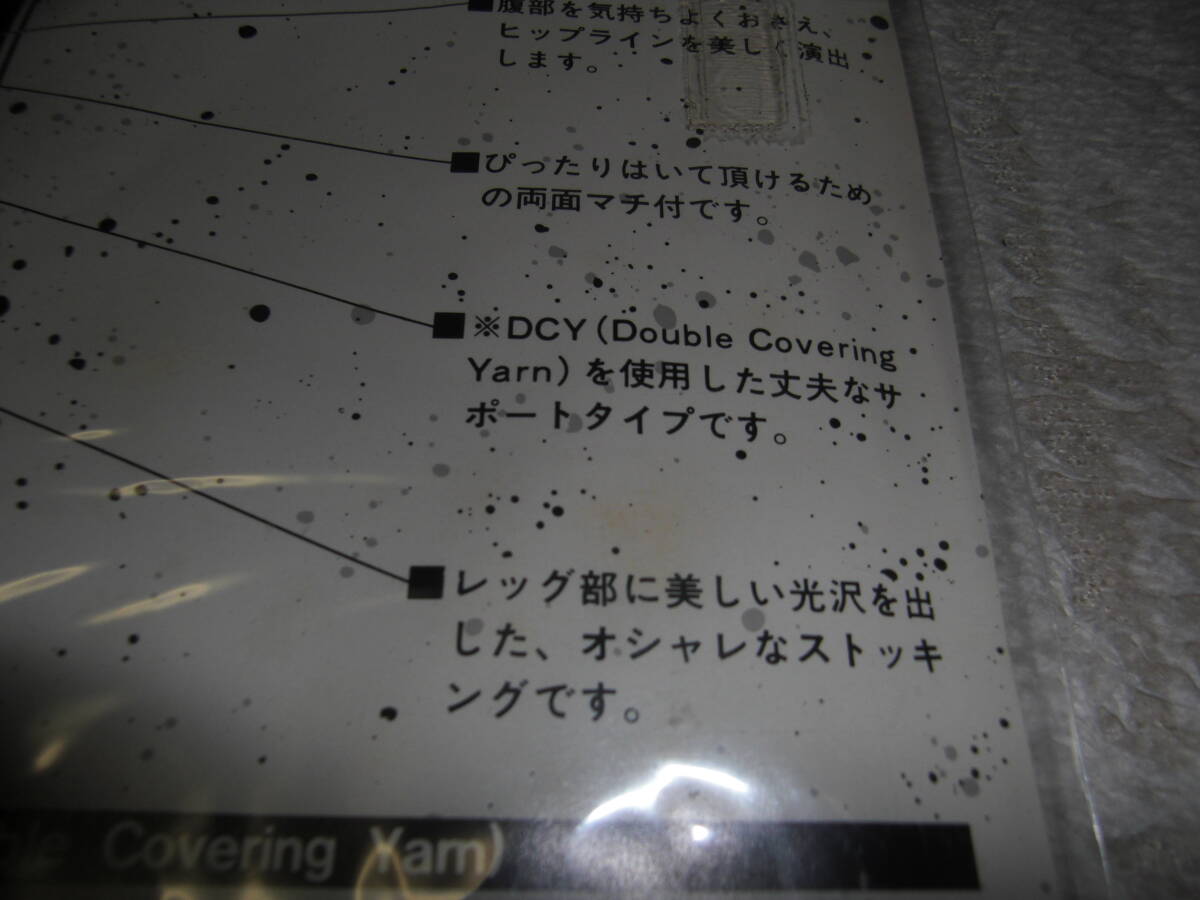 ■腹部を気持ちよくおさえ、
ヒップラインを美しく演出
します。
■ぴったりはいて頂けるため
の両面マチ付です。
■※DCY(Double Covering
Yarn)を使用した丈夫なサ
ポートタイプです。
■レッグ部に美しい光沢を出
した、オシャレなストッキ
ングです。
Covering Yarn)